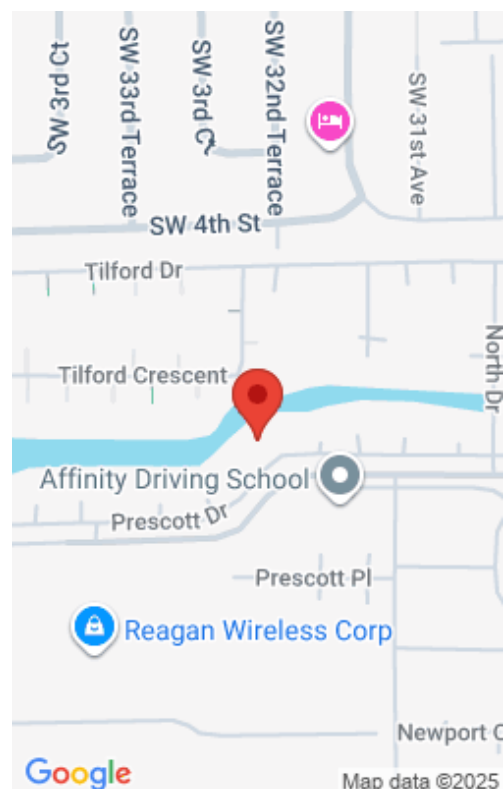 SW 3rd Ct
SW 33rd Terrace
SW 3rd Ct
SW 32nd Terrace
SW 31st Ave
SW 4th St
Tilford Dr
North Dr
Tilford Crescent
Affinity Driving School
Prescott Dr
Prescott Pl
Reagan Wireless Corp
Newport
Google
Map data ©2025